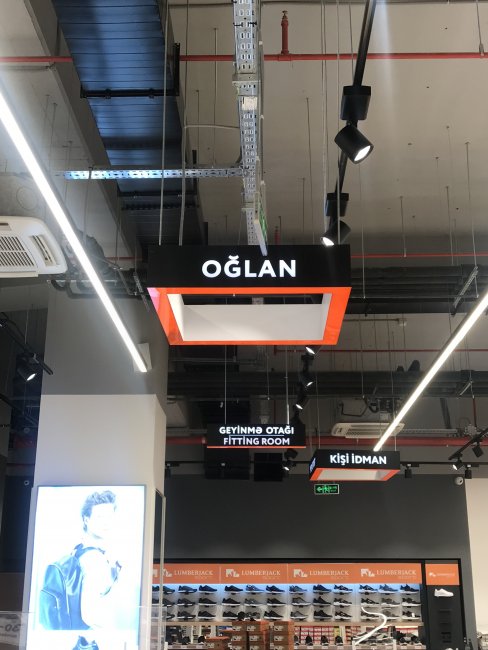 OĞLAN
GEYİNMƏ OTAĞI
FITTING ROOM
KİŞİ İDMAN
LUMBERJACK
LUMBERJACK
LUMBERJACK
LUMBERJACK